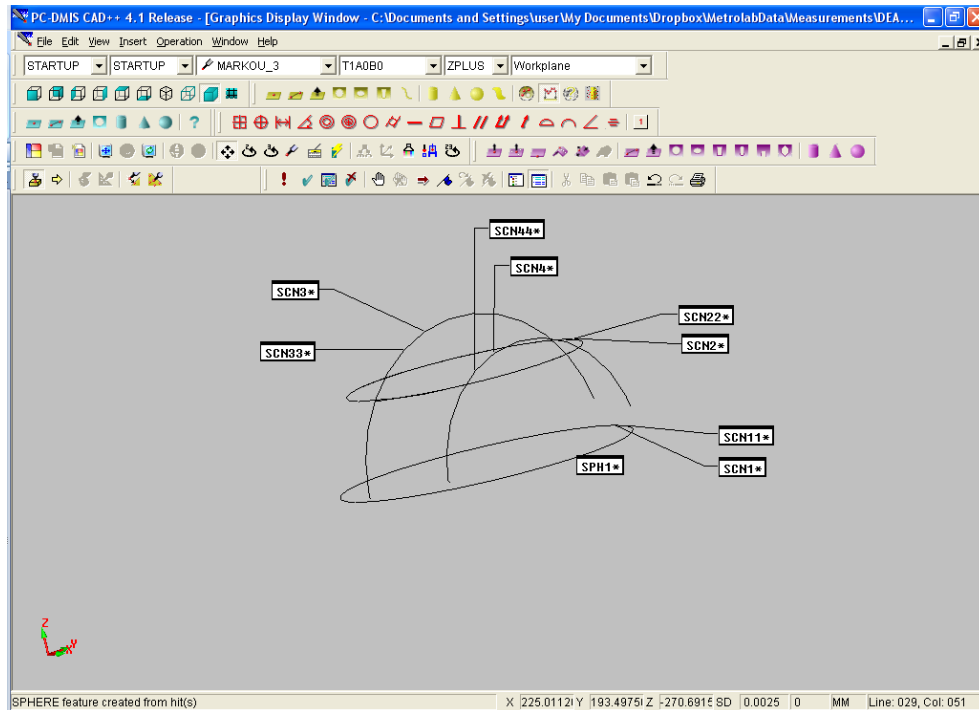 PC-DMIS CAD++ 4.1 Release - [Graphics Display Window - C:\Documents and Settings\user\My Documents\Dropbox\MetrolabData\Measurements\DEA...
File Edit View Insert Operation Window Help
STARTUP STARTUP MARKOU_3 T1A0B0 ZPLUS Workplane
SCN44*
SCN4*
SCN3*
SCN22*
SCN33*
SCN2*
SCN11*
SPH1*
SCN1*
Z
Y
X
SPHERE feature created from hit(s) X 225.0112 Y 193.4975 Z -270.691 SD 0.0025 0 MM Line: 029, Col: 051